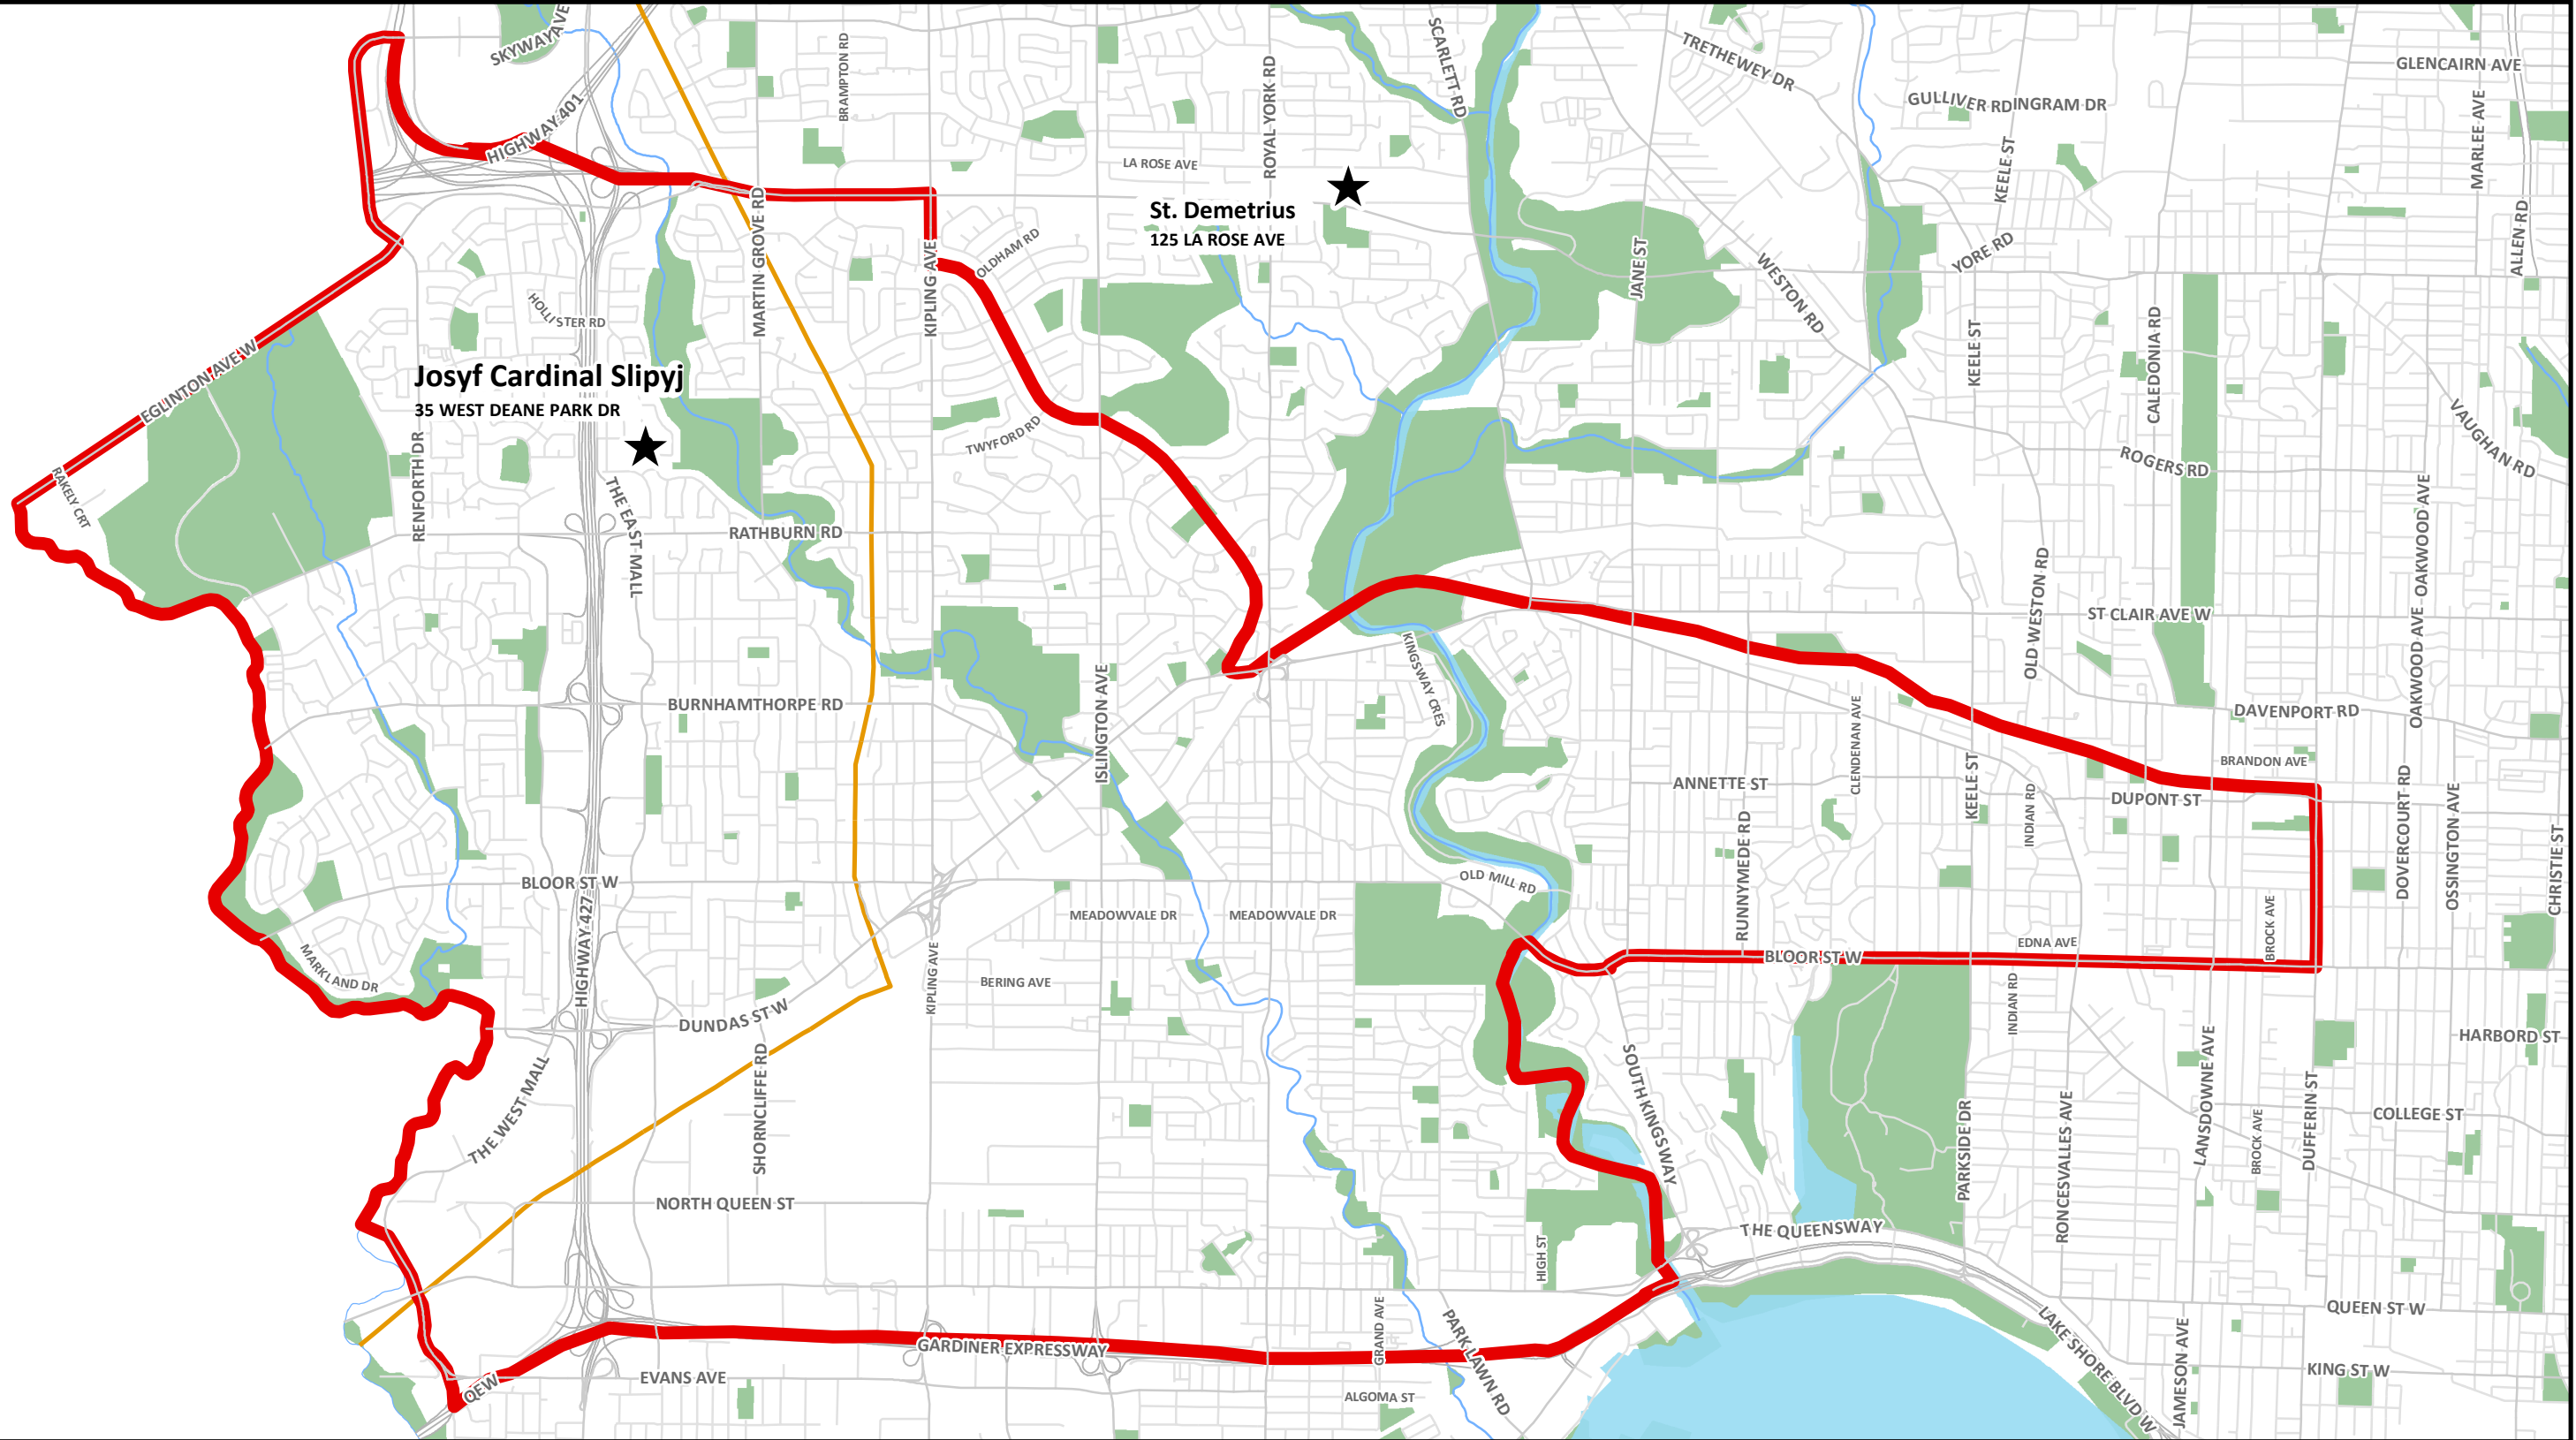 SKYWAY AVE
BRAMPTON RD
ROYAL YORK RD
SCARLETT RD
TRETHEWEY DR
GLENCAIRN AVE
GULLIVER RD
INGRAM DR
MARLEE AVE
HIGHWAY 401
LA ROSE AVE
KEELE ST
ALLEN RD
St. Demetrius
125 LA ROSE AVE
MARTIN GROVE RD
KIPLING AVE
OLDHAM RD
JANE ST
WESTON RD
YORE RD
HOLLISTER RD
EGLINTON AVE W
KEELE ST
CALEDONIA RD
Josyf Cardinal Slipyj
35 WEST DEANE PARK DR
RENFORTH DR
RAKELY CRT
TWYFORD RD
VAUGHAN RD
ROGERS RD
THE EAST MALL
RATHBURN RD
OAKWOOD AVE
OLD WESTON RD
ST CLAIR AVE W
OAKWOOD AVE
KINGSWAY CRES
ISLINGTON AVE
BURNHAMTHORPE RD
DAVENPORT RD
CLENDENAN AVE
BRANDON AVE
ANNETTE ST
KEELE ST
INDIAN RD
DUPONT ST
DOVERCOURT RD
OSSINGTON AVE
CHRISTIE ST
RUNNYMEDE RD
BLOOR ST W
OLD MILL RD
MEADOWVALE DR
MEADOWVALE DR
BROCK AVE
HIGHWAY 427
MARKLAND DR
KIPLING AVE
BERING AVE
BLOOR ST W
EDNA AVE
INDIAN RD
DUNDAS ST W
HARBORD ST
THE WEST MALL
SHORNCLIFFE RD
SOUTH KINGSWAY
PARKSIDE DR
RONCESVALLES AVE
LANSDOWNE AVE
BROCK AVE
DUFFERIN ST
COLLEGE ST
NORTH QUEEN ST
HIGH ST
THE QUEENSWAY
GARDINER EXPRESSWAY
GRAND AVE
PARK LAWN RD
LAKE SHORE BLVD W
JAMESON AVE
QUEEN ST W
KING ST W
QEW
EVANS AVE
ALGOMA ST